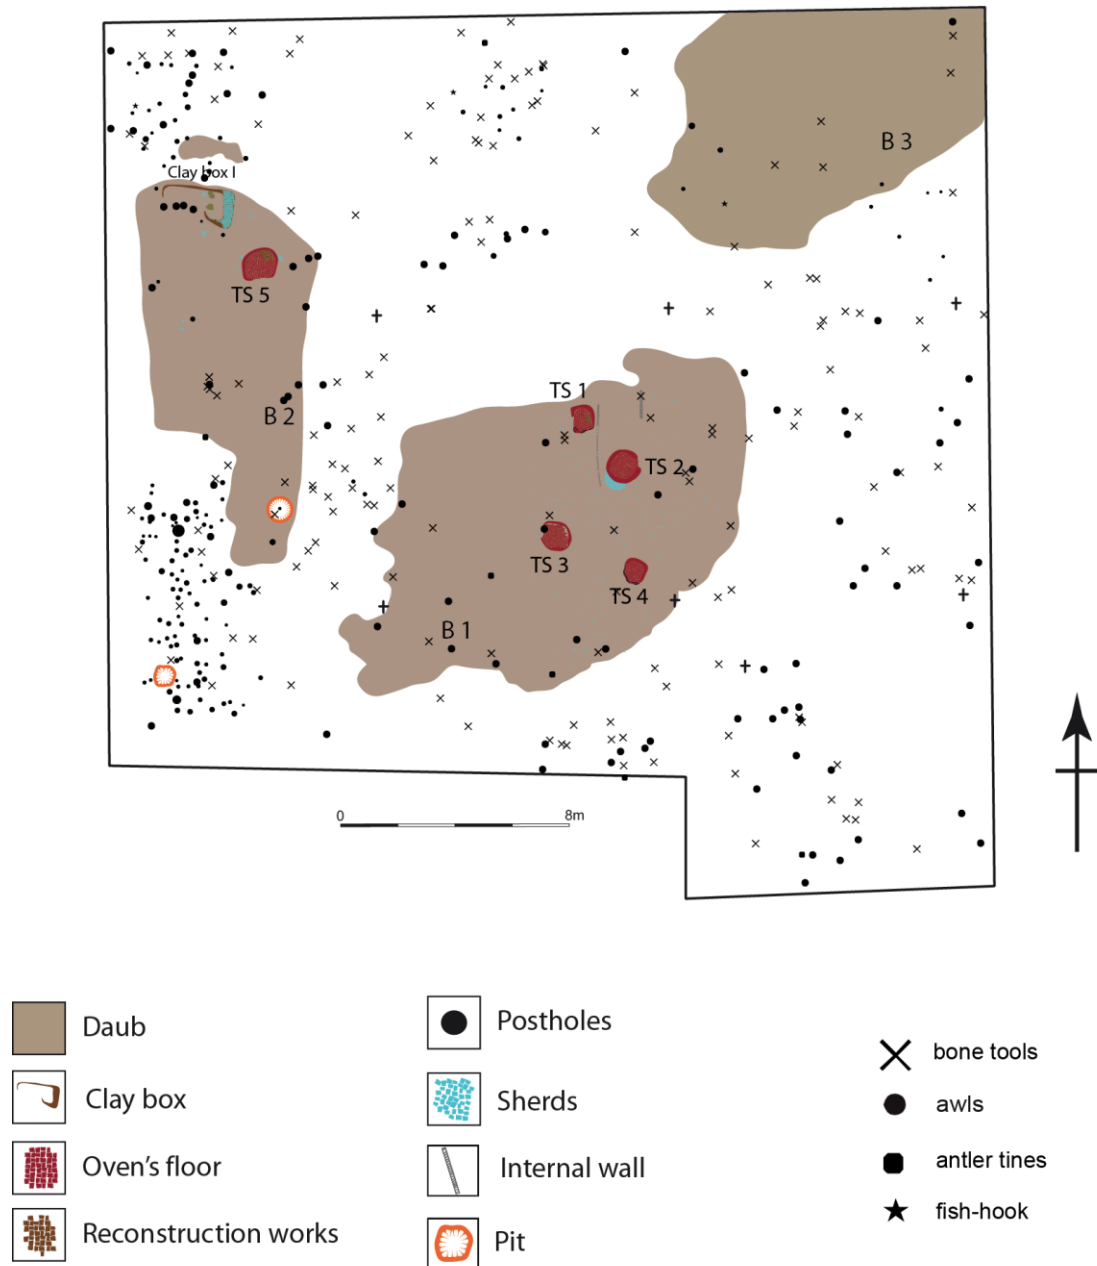 B 3
Clay box I
TS 5
B 2
TS 1
TS 2
TS 3
TS 4
B 1
0 8m
Daub
Clay box
Oven's floor
Reconstruction works
Postholes
Sherds
Internal wall
Pit
bone tools
awls
antler tines
fish-hook